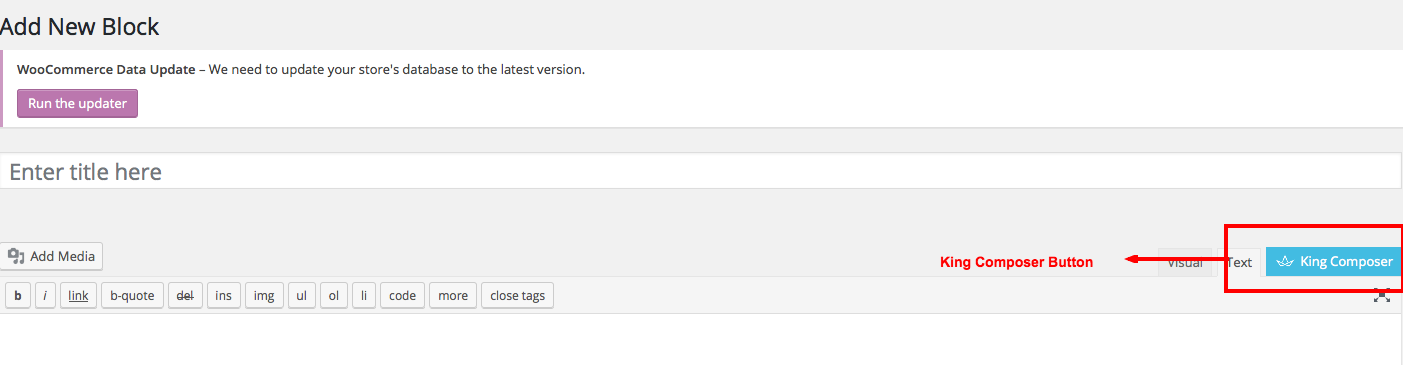 Add New Block
WooCommerce Data Update – We need to update your store's database to the latest version.
Run the updater
Enter title here
Add Media
King Composer Button
Visual
Text
King Composer
b
i
link
b-quote
del
ins
img
ul
ol
li
code
more
close tags